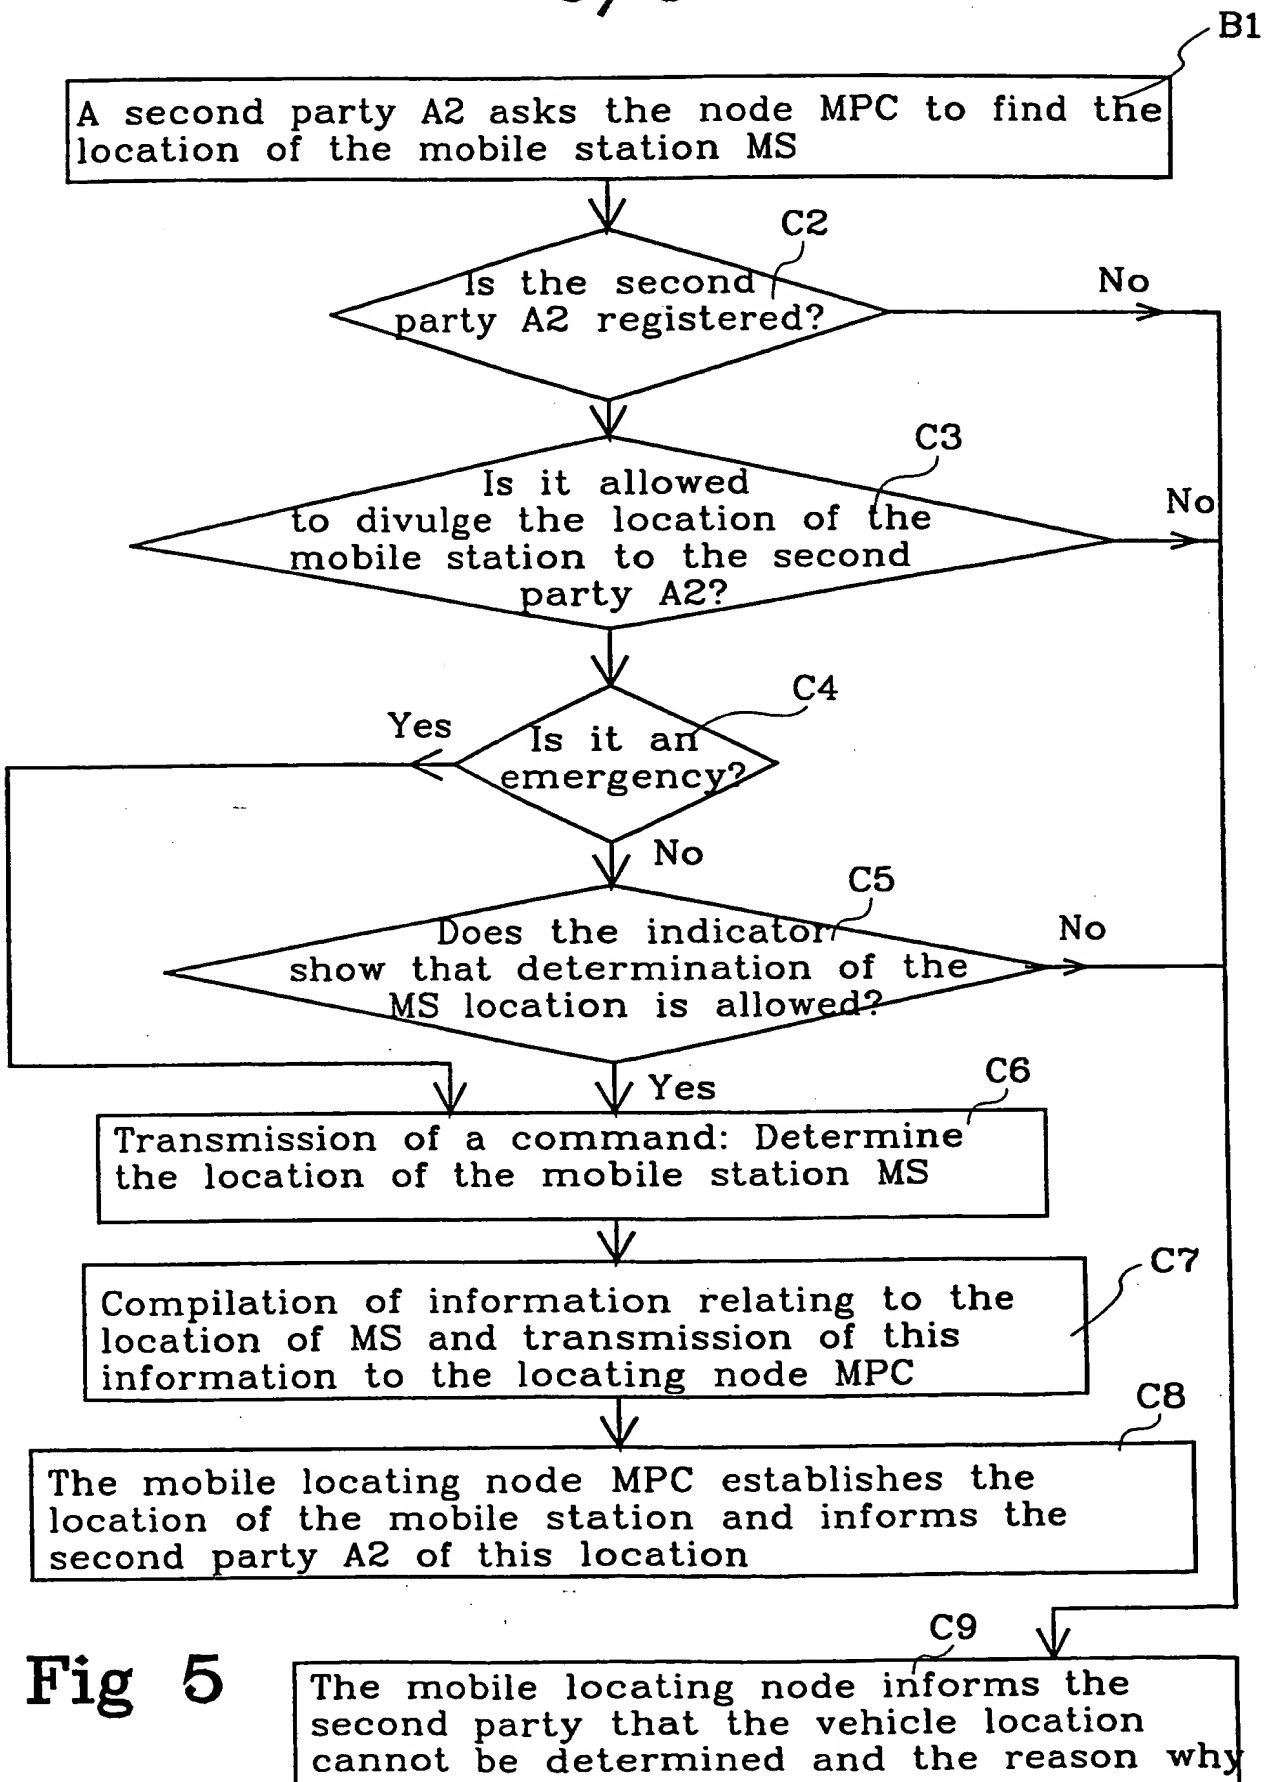 B1
A second party A2 asks the node MPC to find the
location of the mobile station MS
C2
Is the second
party A2 registered?
No
C3
Is it allowed
to divulge the location of the
mobile station to the second
party A2?
No
C4
Yes
Is it an
emergency?
No
C5
Does the indicator
show that determination of the
MS location is allowed?
No
Yes
C6
Transmission of a command: Determine
the location of the mobile station MS
C7
Compilation of information relating to the
location of MS and transmission of this
information to the locating node MPC
C8
The mobile locating node MPC establishes the
location of the mobile station and informs the
second party A2 of this location
C9
Fig 5
The mobile locating node informs the
second party that the vehicle location
cannot be determined and the reason why